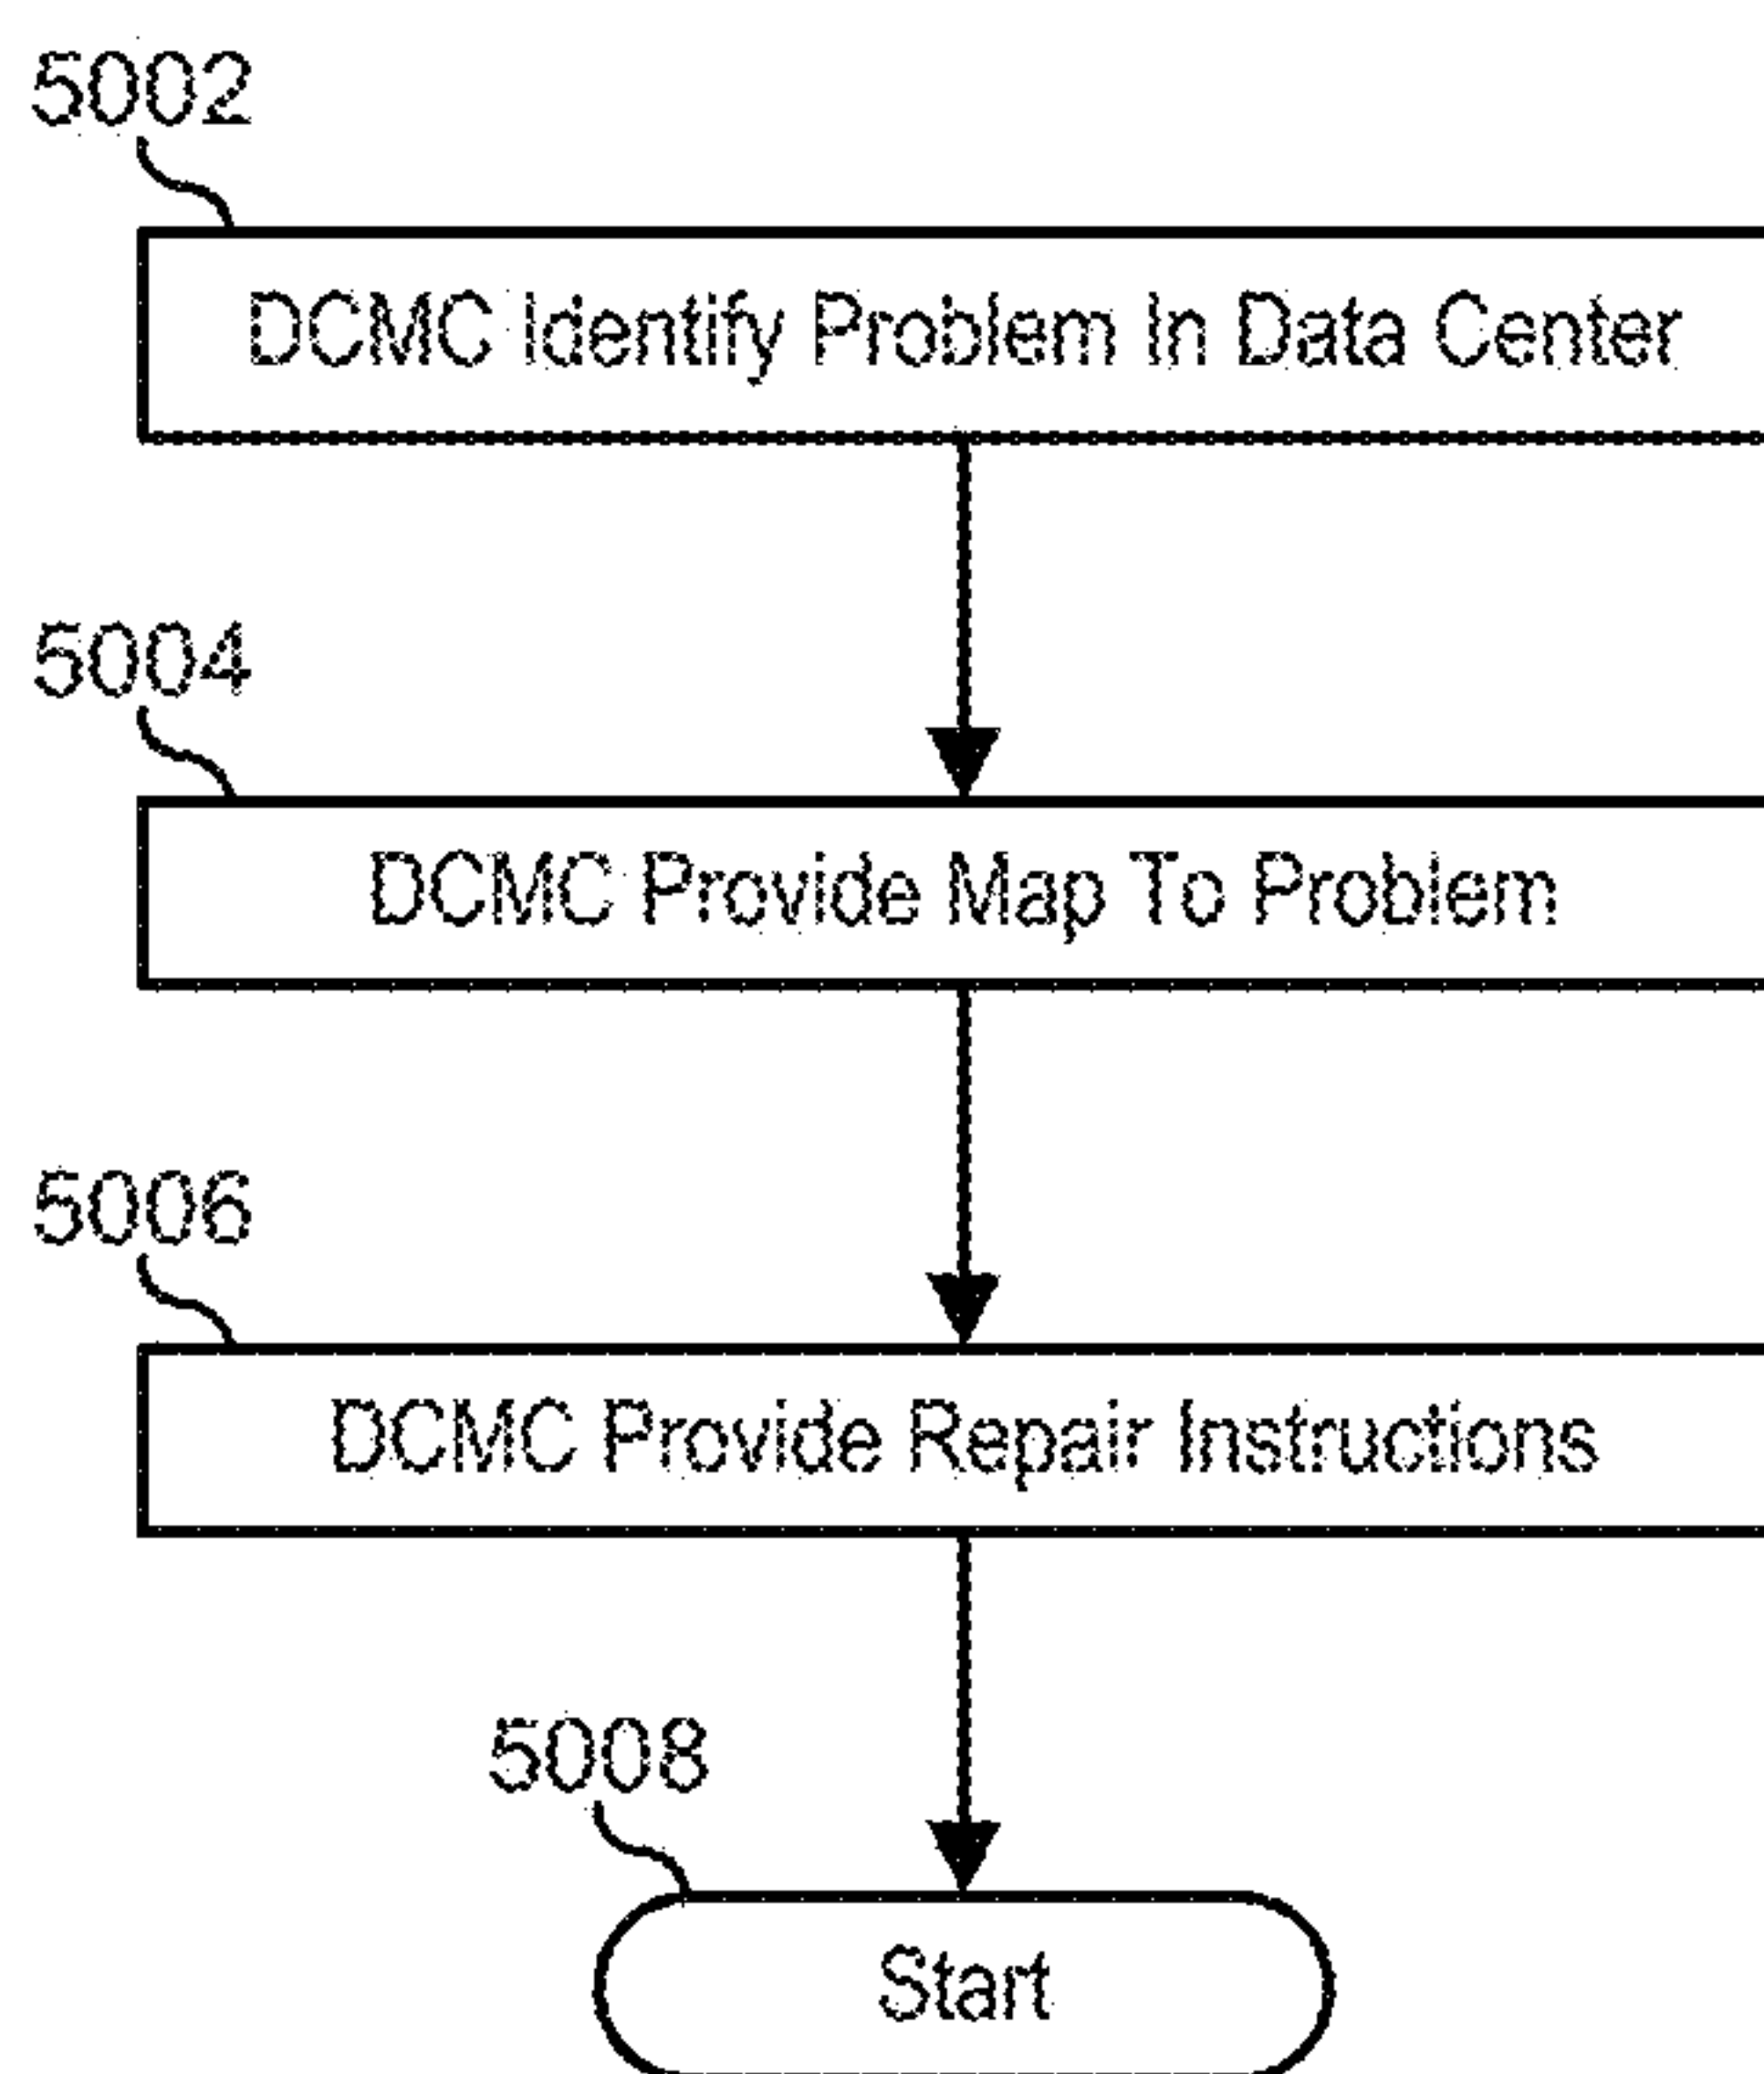 5002
DCMC Identify Problem In Data Center
5004
DCMC Provide Map To Problem
5006
DCMC Provide Repair Instructions
5008
Start